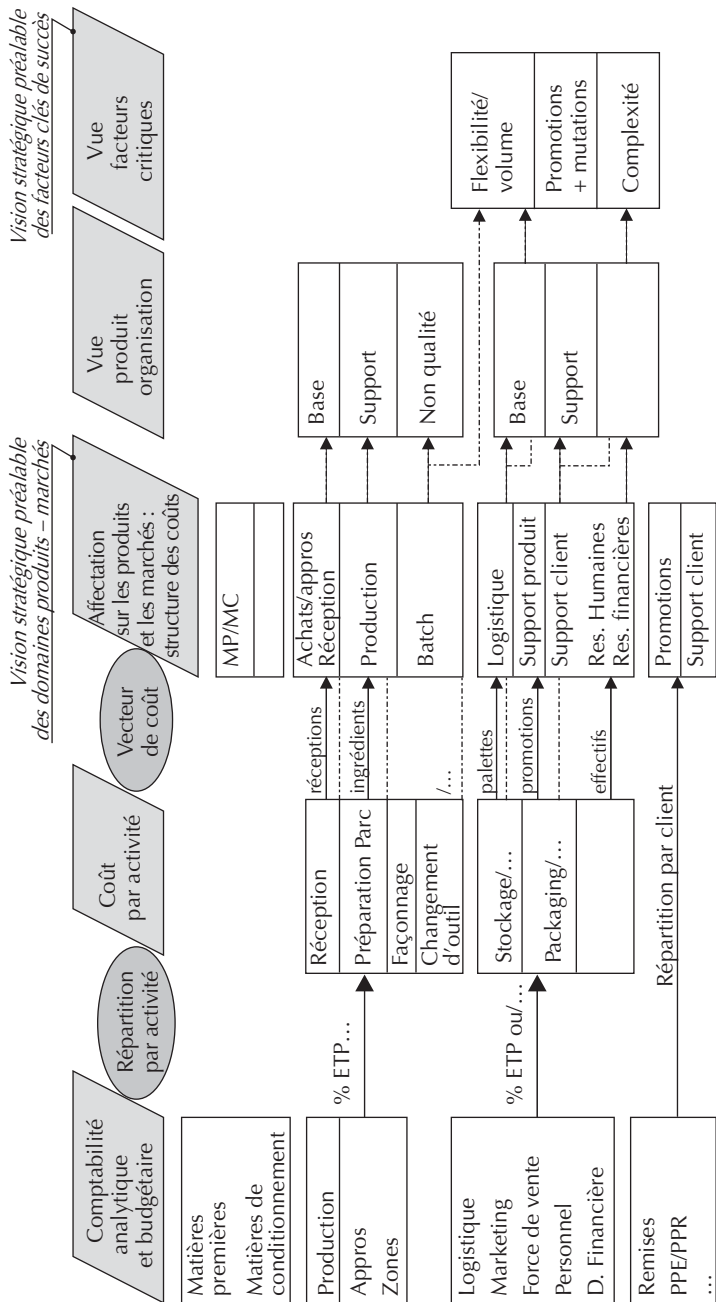 Vision stratégique préalable
des domaines produits – marchés
Vision stratégique préalable
des facteurs clés de succès
Comptabilité
analytique
et budgétaire
Répartition
par activité
Coût
par activité
Vecteur
de coût
Affectation
sur les produits
et les marchés :
structure des coûts
Vue
produit
organisation
Vue
facteurs
critiques
Matières
premières
Matières de
conditionnement
MP/MC
Production
Appros
Zones
% ETP…
Réception
Préparation Parc
Façonnage
Changement
d'outil
réceptions
ingrédients
/…
Achats/appros
Réception
Production
Batch
Base
Support
Non qualité
Logistique
Marketing
Force de vente
Personnel
D. Financière
% ETP ou/…
Stockage/…
Packaging/…
palettes
promotions
effectifs
Logistique
Support produit
Support client
Res. Humaines
Res. financières
Base
Support
Flexibilité/
volume
Promotions
+ mutations
Complexité
Remises
PPE/PPR
…
Répartition par client
Promotions
Support client